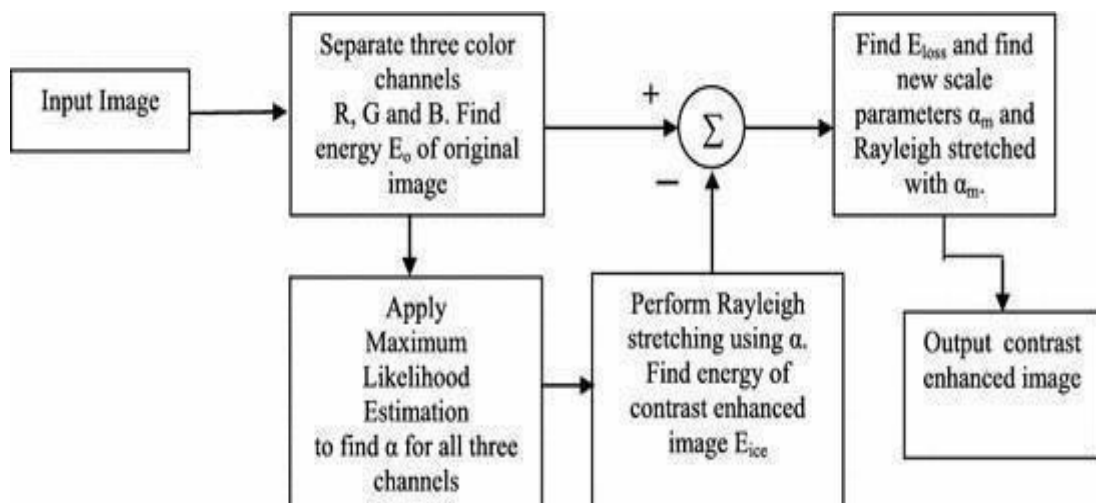 Input Image
Separate three color
channels
R, G and B. Find
energy Eₒ of original
image
+
Σ
−
Find Eₗₒₛₛ and find
new scale
parameters αₘ and
Rayleigh stretched
with αₘ.
Apply
Maximum
Likelihood
Estimation
to find α for all three
channels
Perform Rayleigh
stretching using α.
Find energy of
contrast enhanced
image E_ice
Output contrast
enhanced image